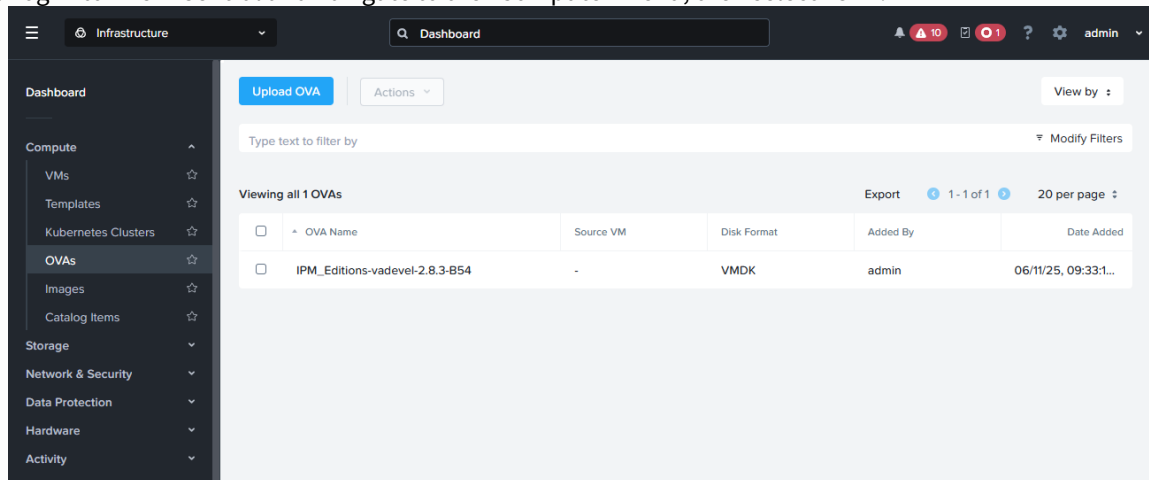 Infrastructure
Dashboard
10
1
?
admin
Dashboard
Compute
VMs
Templates
Kubernetes Clusters
OVAs
Images
Catalog Items
Storage
Network & Security
Data Protection
Hardware
Activity
Upload OVA
Actions
View by
Type text to filter by
Modify Filters
Viewing all 1 OVAs
Export
1 - 1 of 1
20 per page
OVA Name Source VM Disk Format Added By Date Added
IPM_Editions-vadevel-2.8.3-B54 - VMDK admin 06/11/25, 09:33:1...